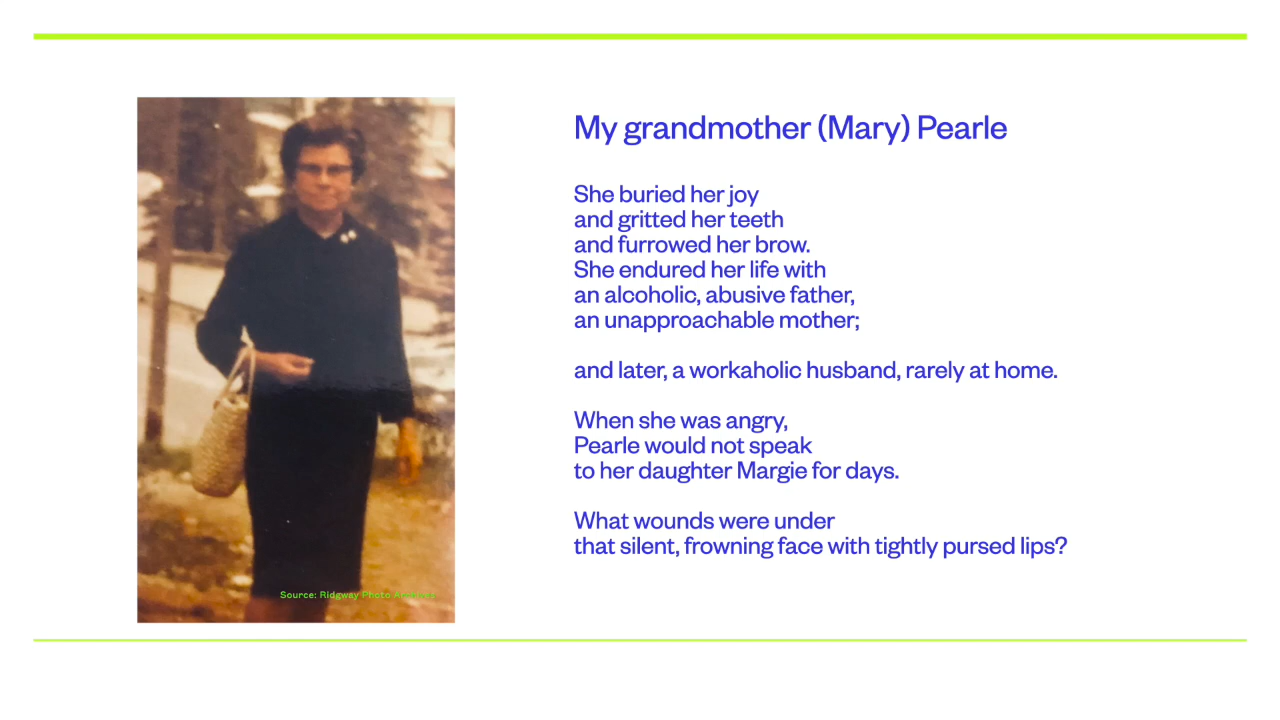 My grandmother (Mary) Pearle
She buried her joy
and gritted her teeth
and furrowed her brow.
She endured her life with
an alcoholic, abusive father,
an unapproachable mother;
and later, a workaholic husband, rarely at home.
When she was angry,
Pearle would not speak
to her daughter Margie for days.
What wounds were under
that silent, frowning face with tightly pursed lips?
Source: Ridgway Photo